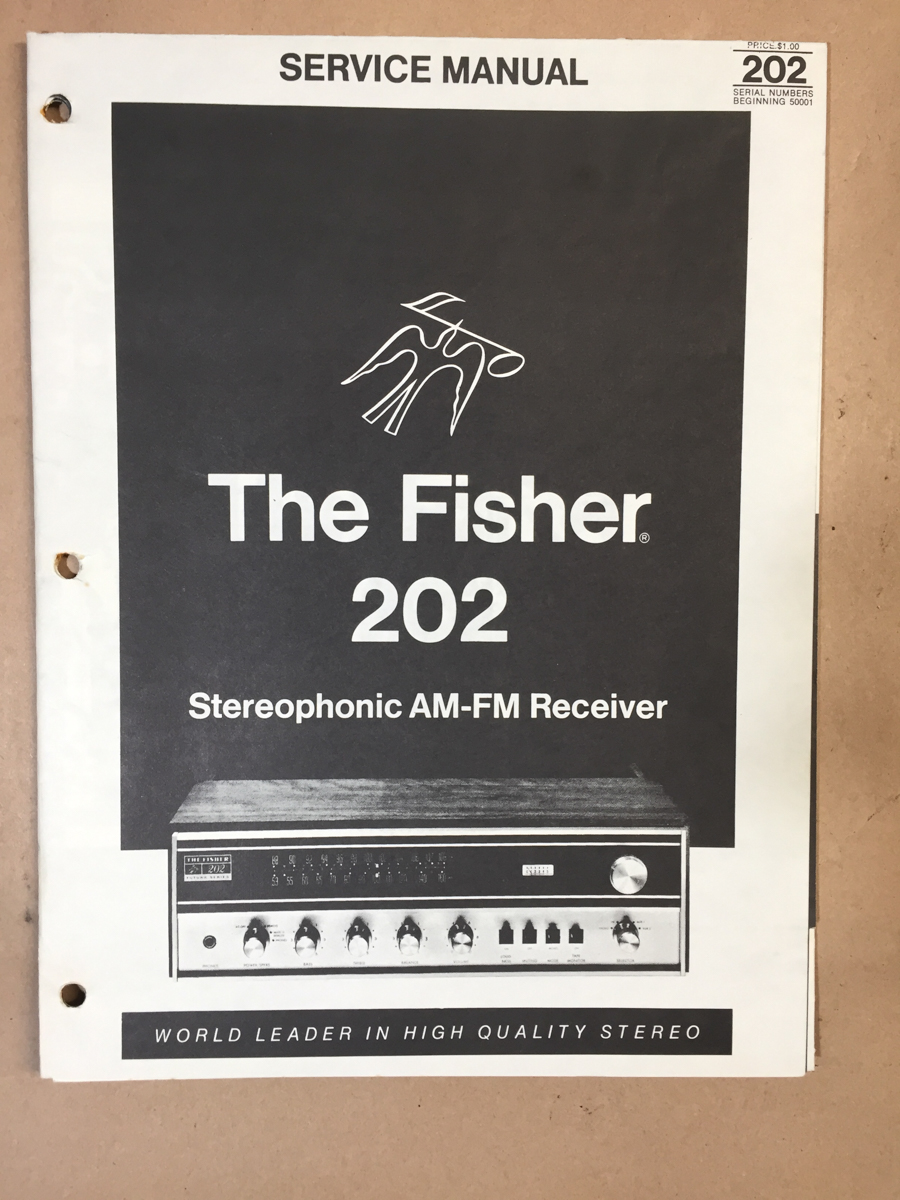 SERVICE MANUAL
PRICE $1.00
202
SERIAL NUMBERS
BEGINNING 50001
The Fisher®
202
Stereophonic AM-FM Receiver
THE FISHER
202
WORLD LEADER IN HIGH QUALITY STEREO